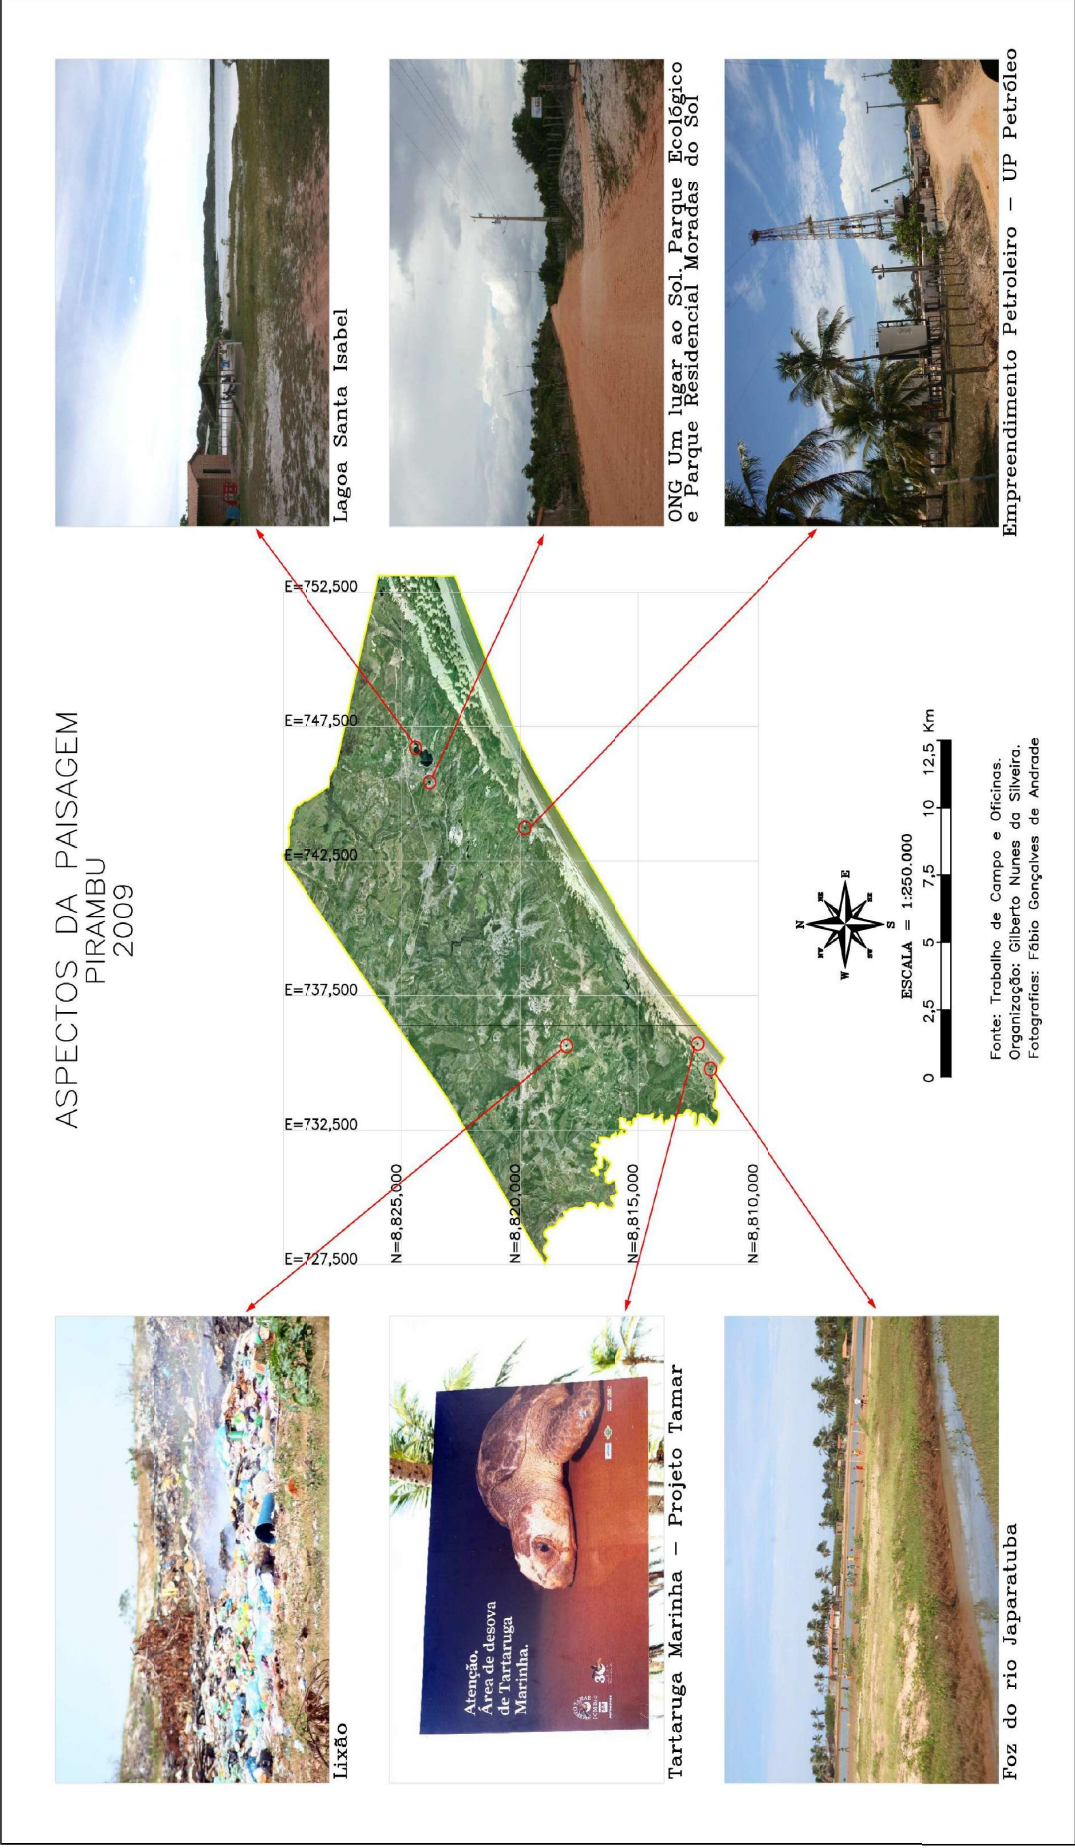 ASPECTOS DA PAISAGEM
PIRAMBU
2009
Lixão
Lagoa Santa Isabel
Atenção.
Área de desova
de Tartaruga
Marinha.
Tartaruga Marinha – Projeto Tamar
ONG Um lugar ao Sol. Parque Ecológico
e Parque Residencial Moradas do Sol
Foz do rio Japaratuba
Empreendimento Petroleiro – UP Petróleo
E=727,500
E=732,500
E=737,500
E=742,500
E=747,500
E=752,500
N=8,825,000
N=8,820,000
N=8,815,000
N=8,810,000
N
NE
E
SE
S
SW
W
NW
ESCALA = 1:250.000
0 2,5 5 7,5 10 12,5 Km
Fonte: Trabalho de Campo e Oficinas.
Organização: Gilberto Nunes da Silveira.
Fotografias: Fábio Gonçalves de Andrade